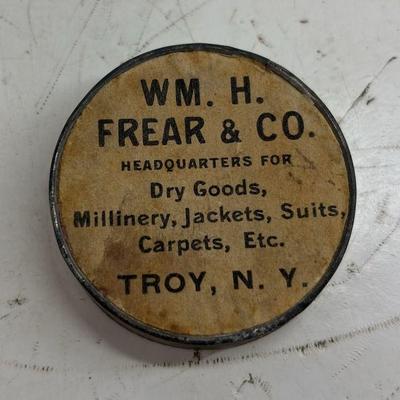 WM. H.
FREAR & CO.
HEADQUARTERS FOR
Dry Goods,
Millinery, Jackets, Suits,
Carpets, Etc.
TROY, N. Y.